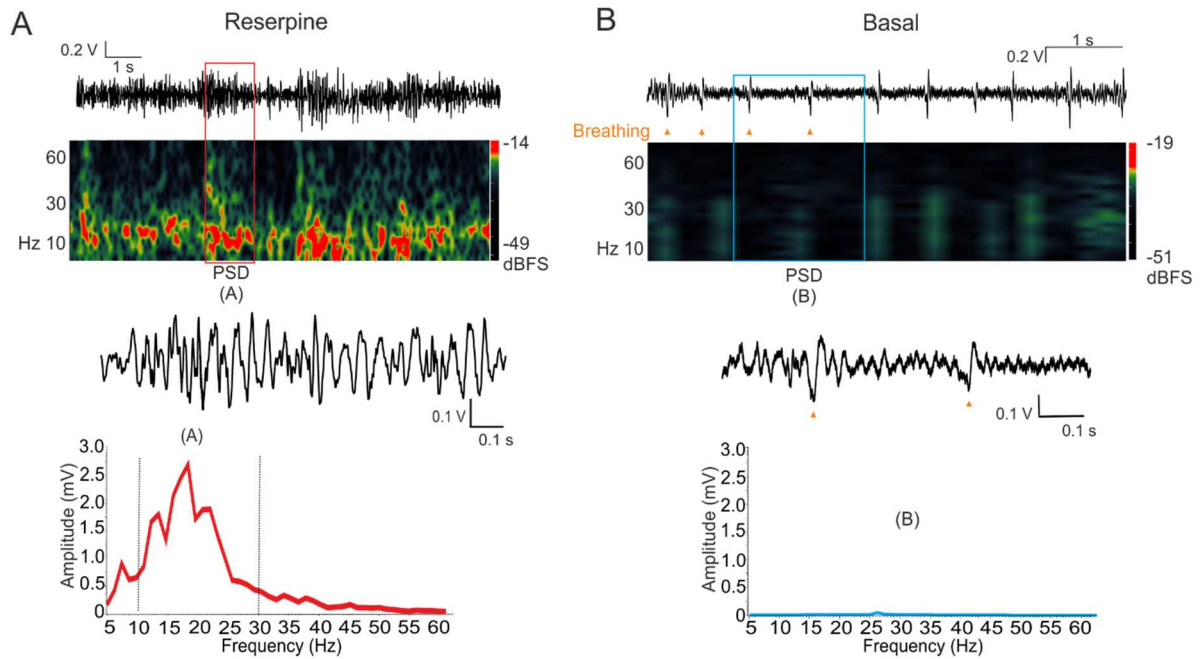 A
Reserpine
0.2 V
1 s
60
30
Hz 10
-14
-49
dBFS
PSD
(A)
0.1 V
0.1 s
(A)
Amplitude (mV)
3.0
2.5
2.0
1.5
1.0
0.5
0
5 10 15 20 25 30 35 40 45 50 55 60
Frequency (Hz)
B
Basal
1 s
0.2 V
Breathing
60
30
Hz 10
-19
-51
dBFS
PSD
(B)
0.1 V
0.1 s
Amplitude (mV)
3.0
2.5
2.0
1.5
1.0
0.5
0
(B)
5 10 15 20 25 30 35 40 45 50 55 60
Frequency (Hz)